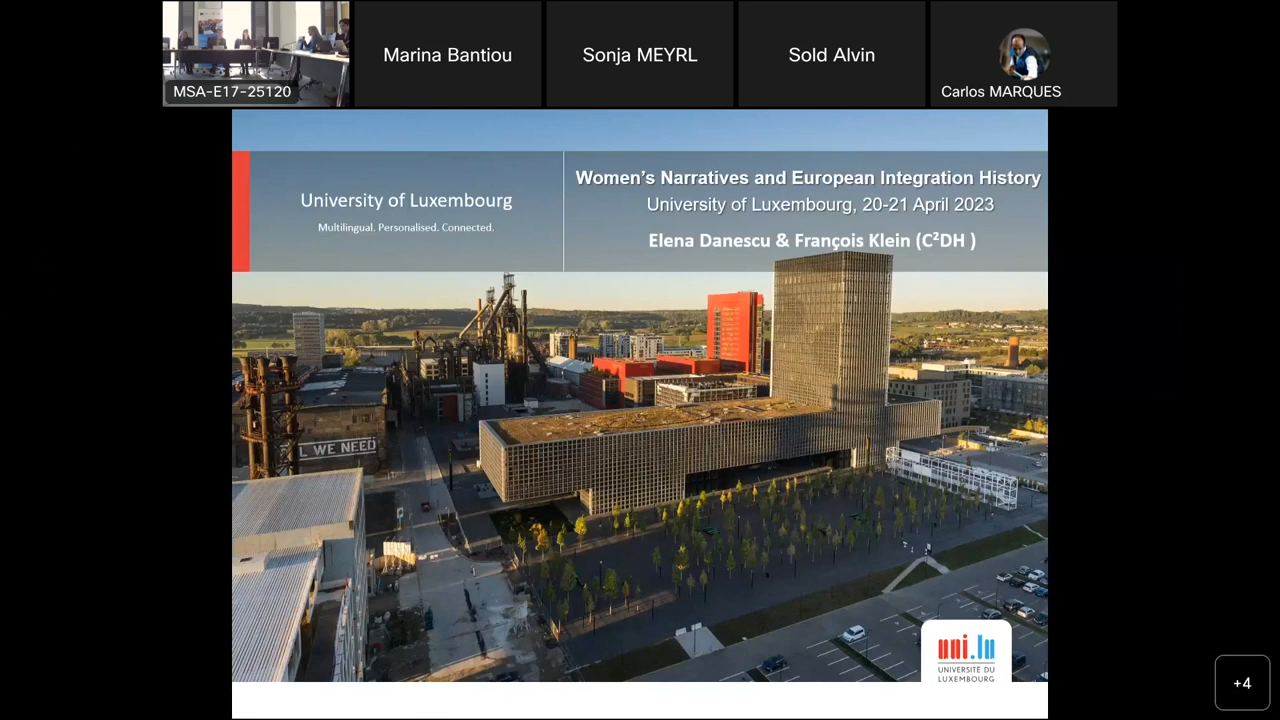 MSA-E17-25120
Marina Bantiou
Sonja MEYRL
Sold Alvin
Carlos MARQUES
University of Luxembourg
Multilingual. Personalised. Connected.
Women’s Narratives and European Integration History
University of Luxembourg, 20-21 April 2023
Elena Danescu & François Klein (C²DH )
L WE NEED
uni.lu
UNIVERSITÉ DU
LUXEMBOURG
+4